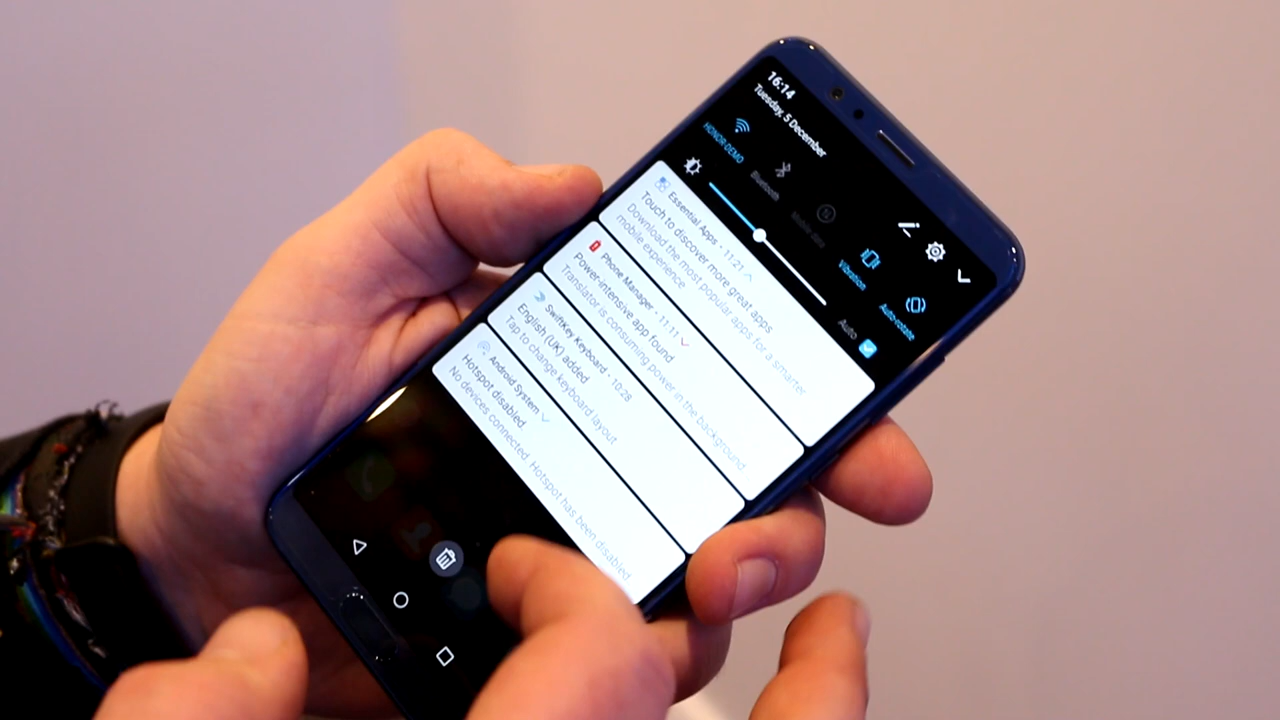 16:14
Tuesday, 5 December
HONOR-DEMO
Bluetooth
Mobile data
Vibration
Auto-rotate
Auto
Essential Apps • 11:21
Touch to discover more great apps
Download the most popular apps for a smarter
mobile experience
Phone Manager • 11:11
Power-intensive app found
Translator is consuming power in the background
SwiftKey Keyboard • 10:28
English (UK) added
Tap to change keyboard layout
Android System
Hotspot disabled
No devices connected. Hotspot has been disabled.